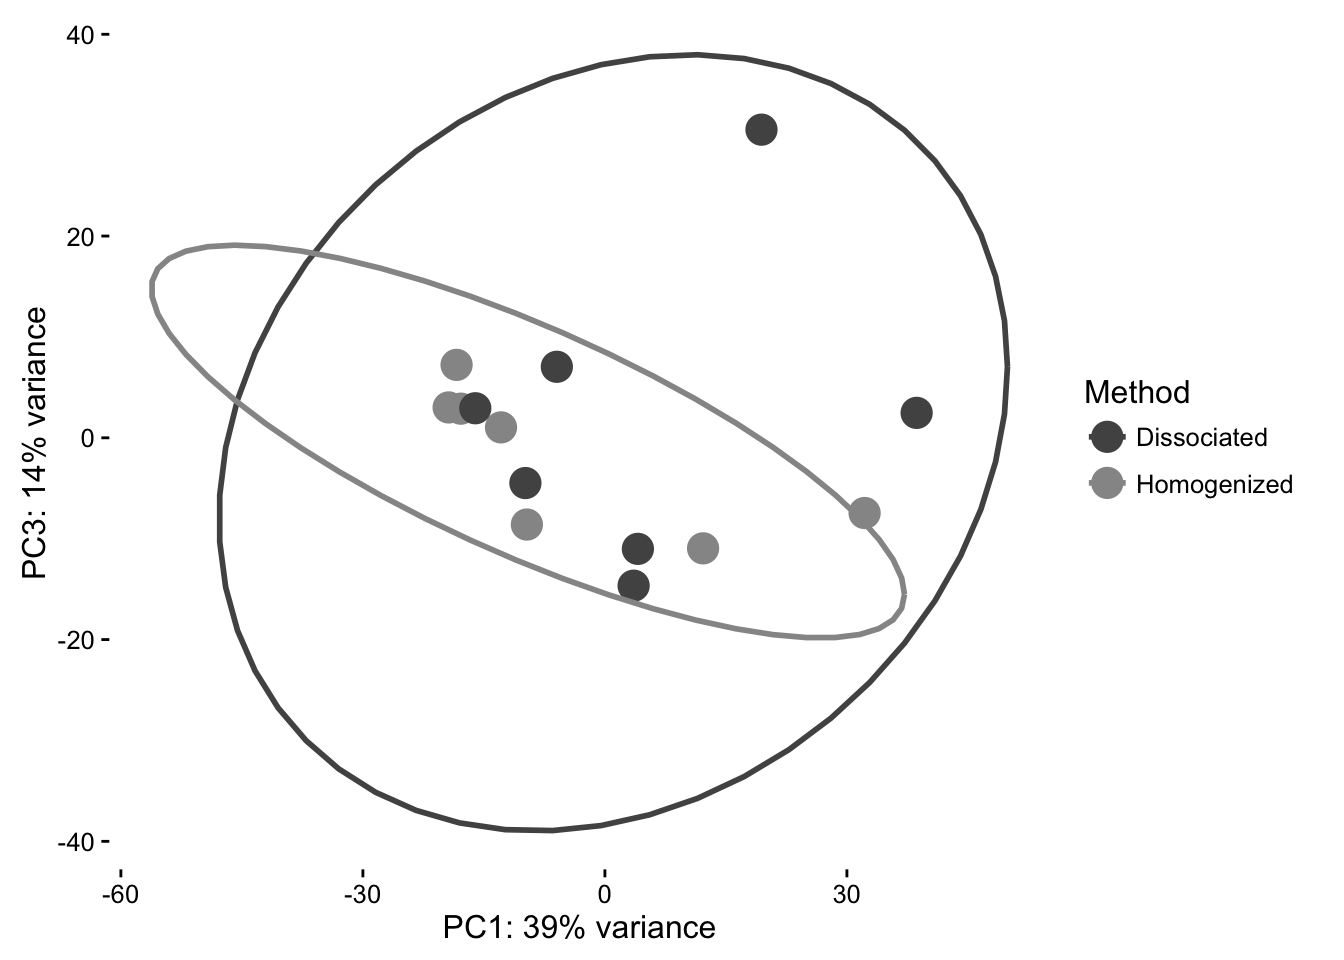 40
20
0
-20
-40
PC3: 14% variance
-60
-30
0
30
PC1: 39% variance
Method
Dissociated
Homogenized